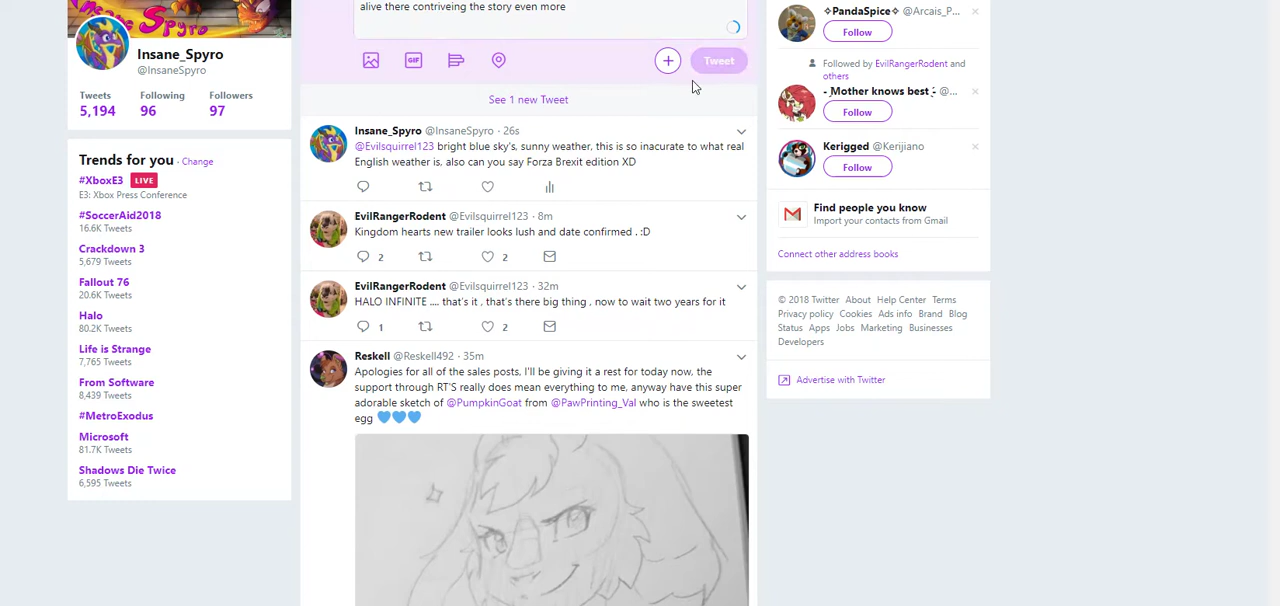 Insane Spyro
Insane_Spyro
@InsaneSpyro
Tweets
Following
Followers
5,194
96
97
Trends for you · Change
#XboxE3 LIVE
E3: Xbox Press Conference
#SoccerAid2018
16.6K Tweets
Crackdown 3
5,679 Tweets
Fallout 76
20.6K Tweets
Halo
80.2K Tweets
Life is Strange
7,765 Tweets
From Software
8,439 Tweets
#MetroExodus
Microsoft
81.7K Tweets
Shadows Die Twice
6,595 Tweets
alive there contriveing the story even more
GIF
Tweet
See 1 new Tweet
Insane_Spyro @InsaneSpyro · 26s
@Evilsquirrel123 bright blue sky's, sunny weather, this is so inacurate to what real
English weather is, also can you say Forza Brexit edition XD
EvilRangerRodent @Evilsquirrel123 · 8m
Kingdom hearts new trailer looks lush and date confirmed . :D
2
2
EvilRangerRodent @Evilsquirrel123 · 32m
HALO INFINITE .... that's it , that's there big thing , now to wait two years for it
1
2
Reskell @Reskell492 · 35m
Apologies for all of the sales posts, I'll be giving it a rest for today now, the
support through RT'S really does mean everything to me, anyway have this super
adorable sketch of @PumpkinGoat from @PawPrinting_Val who is the sweetest
egg 💙💙💙
✧PandaSpice✧ @Arcais_P...
Follow
Followed by EvilRangerRodent and
others
- ̗̀Mother knows best ̖́- @...
Follow
Kerigged @Kerijiano
Follow
Find people you know
Import your contacts from Gmail
Connect other address books
© 2018 Twitter About Help Center Terms
Privacy policy Cookies Ads info Brand Blog
Status Apps Jobs Marketing Businesses
Developers
Advertise with Twitter